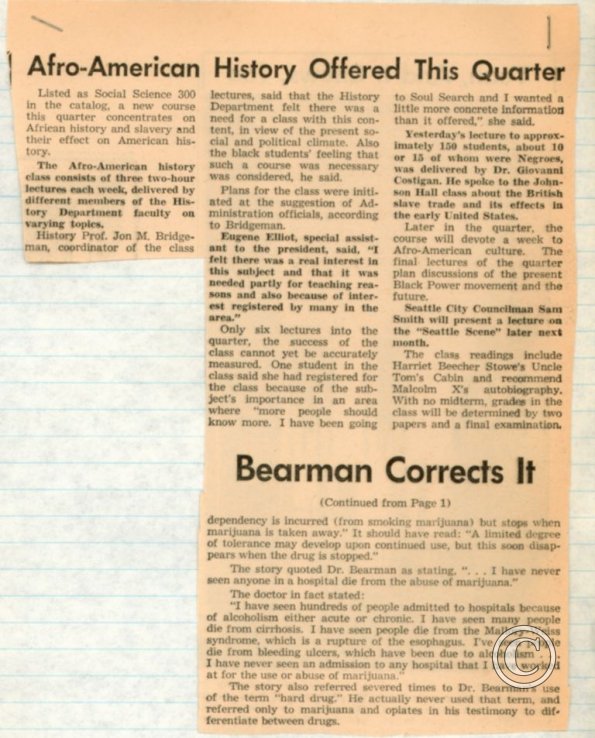 Afro-American History Offered This Quarter
Listed as Social Science 300
in the catalog, a new course
this quarter concentrates on
African history and slavery and
their effect on American his-
tory.
The Afro-American history
class consists of three two-hour
lectures each week, delivered by
different members of the His-
tory Department faculty on
varying topics.
History Prof. Jon M. Bridge-
man, coordinator of the class
lectures, said that the History
Department felt there was a
need for a class with this con-
tent, in view of the present so-
cial and political climate. Also
the black students' feeling that
such a course was necessary
was considered, he said.
Plans for the class were initi-
ated at the suggestion of Ad-
ministration officials, according
to Bridgeman.
Eugene Elliot, special assist-
ant to the president, said, "I
felt there was a real interest in
this subject and that it was
needed partly for teaching rea-
sons and also because of inter-
est registered by many in the
area."
Only six lectures into the
quarter, the success of the
class cannot yet be accurately
measured. One student in the
class said she had registered for
the class because of the sub-
ject's importance in an area
where "more people should
know more. I have been going
to Soul Search and I wanted a
little more concrete information
than it offered," she said.
Yesterday's lecture to approx-
imately 150 students, about 10
or 15 of whom were Negroes,
was delivered by Dr. Giovanni
Costigan. He spoke to the John-
son Hall class about the British
slave trade and its effects in
the early United States.
Later in the quarter, the
course will devote a week to
Afro-American culture. The
final lectures of the quarter
plan discussions of the present
Black Power movement and the
future.
Seattle City Councilman Sam
Smith will present a lecture on
the "Seattle Scene" later next
month.
The class readings include
Harriet Beecher Stowe's Uncle
Tom's Cabin and recommend
Malcolm X's autobiography.
With no midterm, grades in the
class will be determined by two
papers and a final examination.
Bearman Corrects It
(Continued from Page 1)
dependency is incurred (from smoking marijuana) but stops when
marijuana is taken away." It should have read: "A limited degree
of tolerance may develop upon continued use, but this soon disap-
pears when the drug is stopped."
The story quoted Dr. Bearman as stating, ". . . I have never
seen anyone in a hospital die from the abuse of marijuana."
The doctor in fact stated:
"I have seen hundreds of people admitted to hospitals because
of alcoholism either acute or chronic. I have seen many people
die from cirrhosis. I have seen people die from the
syndrome, which is a rupture of the esophagus. I've
die from bleeding ulcers, which have been due to alcoholism .
I have never seen an admission to any hospital that I worked
at for the use or abuse of marijuana."
The story also referred severed times to Dr. Bearman's use
of the term "hard drug." He actually never used that term, and
referred only to marijuana and opiates in his testimony to dif-
ferentiate between drugs.
©